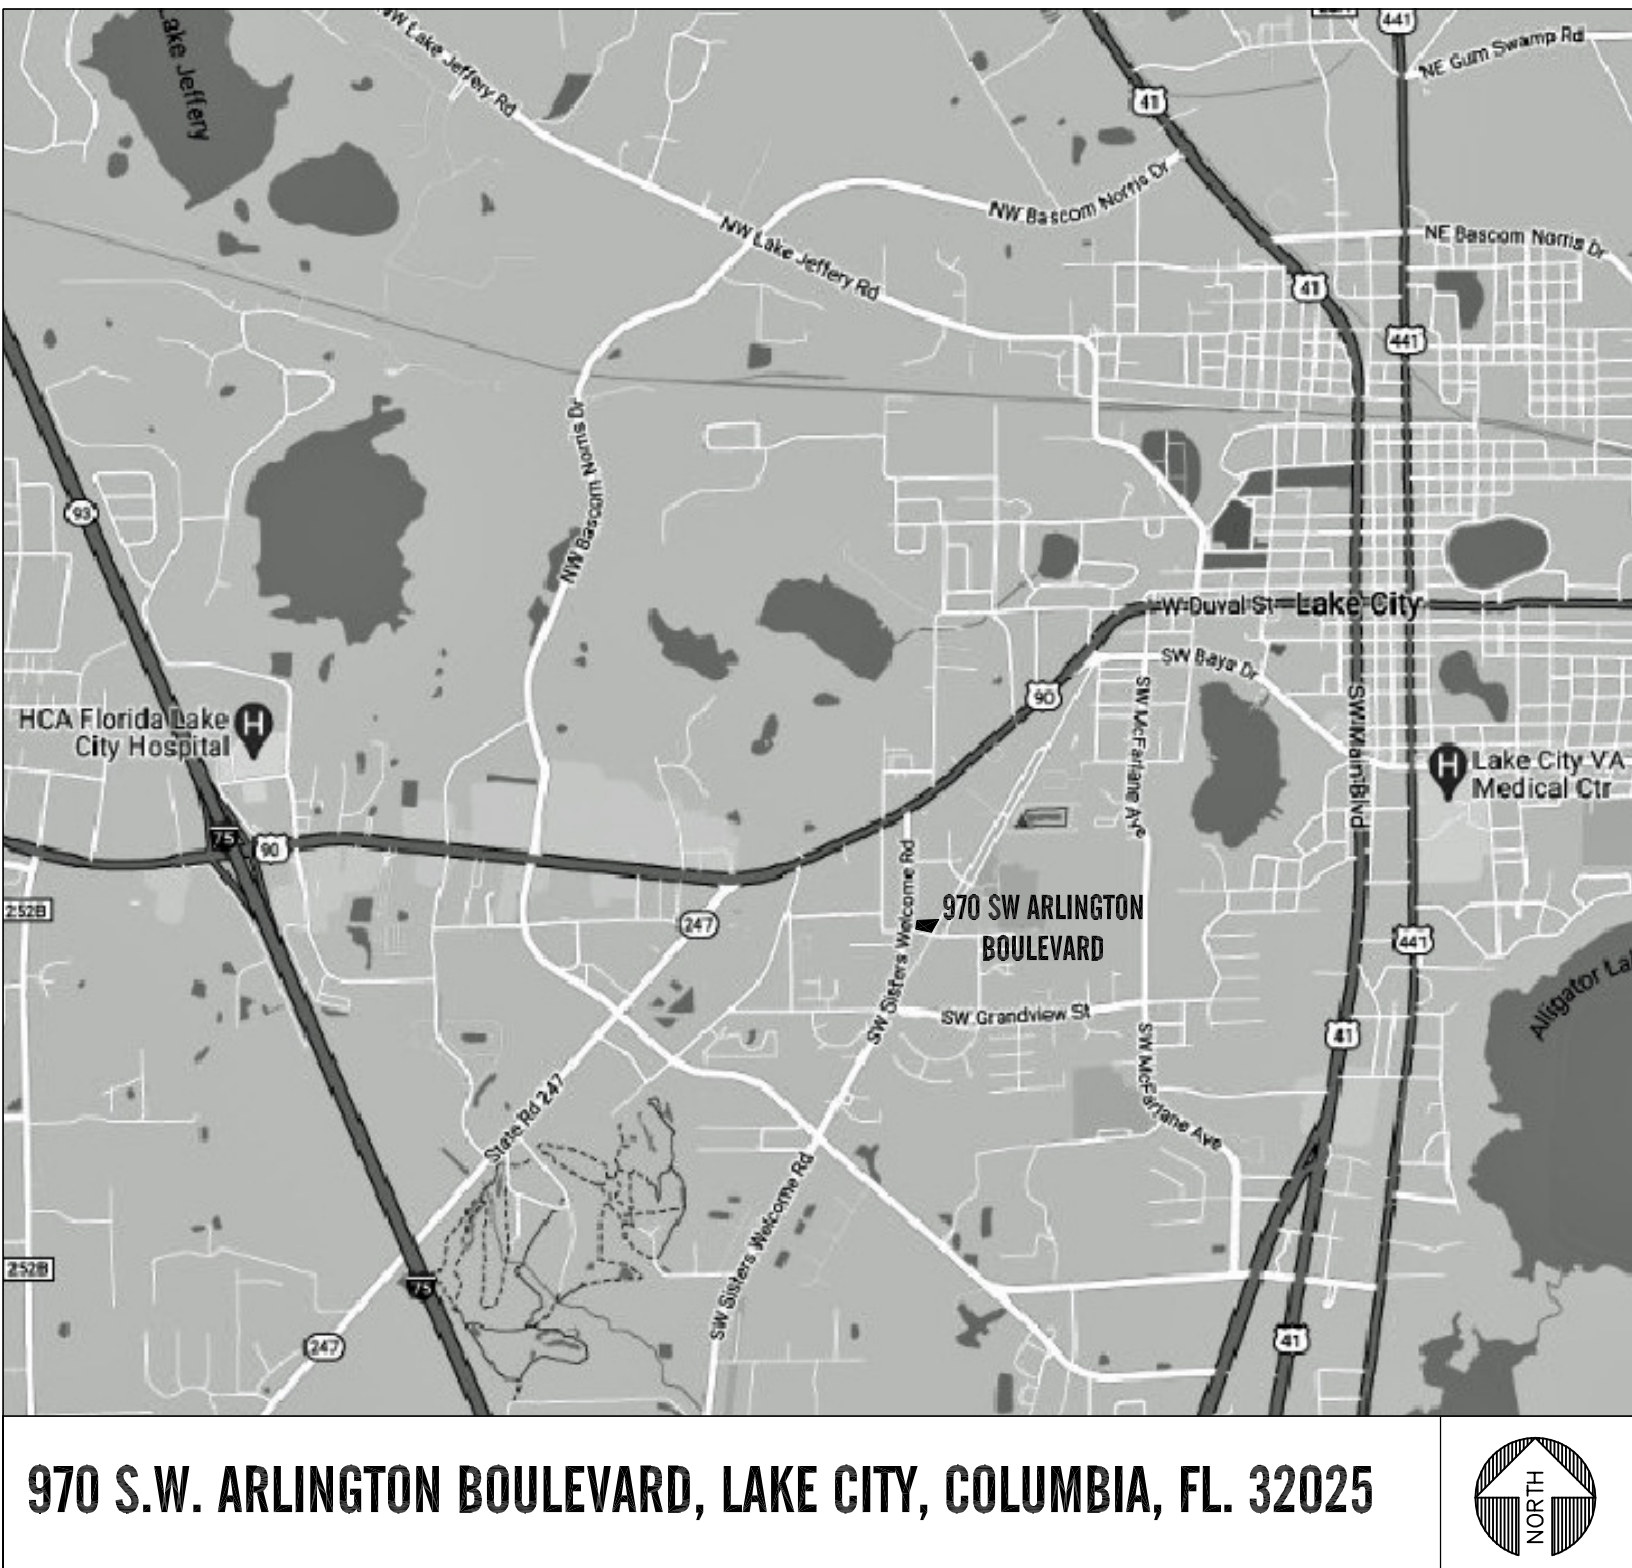 Lake Jeffery
NW Lake Jeffery Rd
441
NE Gum Swamp Rd
41
NW Bascom Norris Dr
NW Lake Jeffery Rd
NE Bascom Norris Dr
41
441
NW Bascom Norris Dr
93
W Duval St
Lake City
SW Baya Dr
90
SW McFarlane Ave
SW Main Blvd
HCA Florida Lake
City Hospital
H
H
Lake City VA
Medical Ctr
75
90
252B
247
SW Sisters Welcome Rd
970 SW ARLINGTON
BOULEVARD
441
Alligator La
SW Grandview St
41
SW McFarlane Ave
State Rd 247
SW Sisters Welcome Rd
252B
75
247
41
970 S.W. ARLINGTON BOULEVARD, LAKE CITY, COLUMBIA, FL. 32025
NORTH